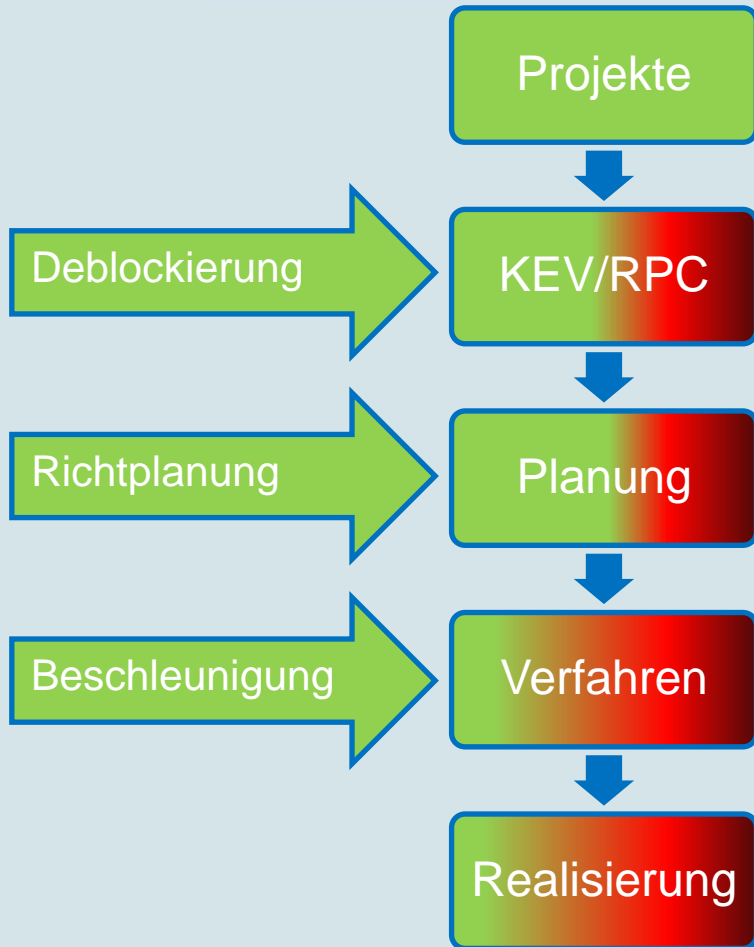 Projekte
Deblockierung
KEV/RPC
Richtplanung
Planung
Beschleunigung
Verfahren
Realisierung